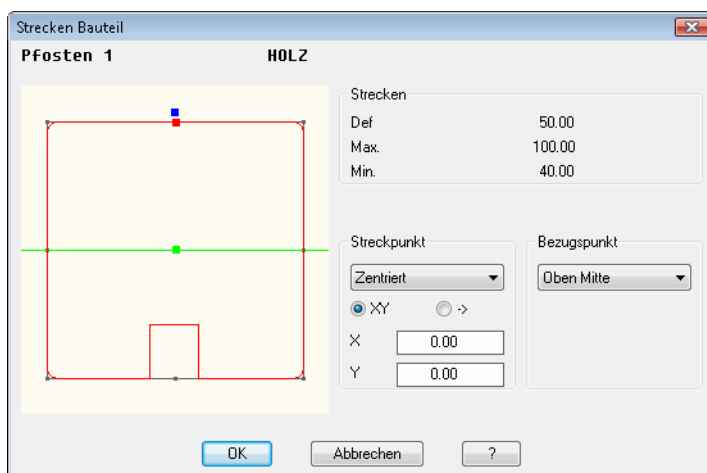 Strecken Bauteil
Pfosten 1 HOLZ
Strecken
Def 50.00
Max. 100.00
Min. 40.00
Streckpunkt Bezugspunkt
Zentriert Oben Mitte
XY ->
X 0.00
Y 0.00
OK Abbrechen ?